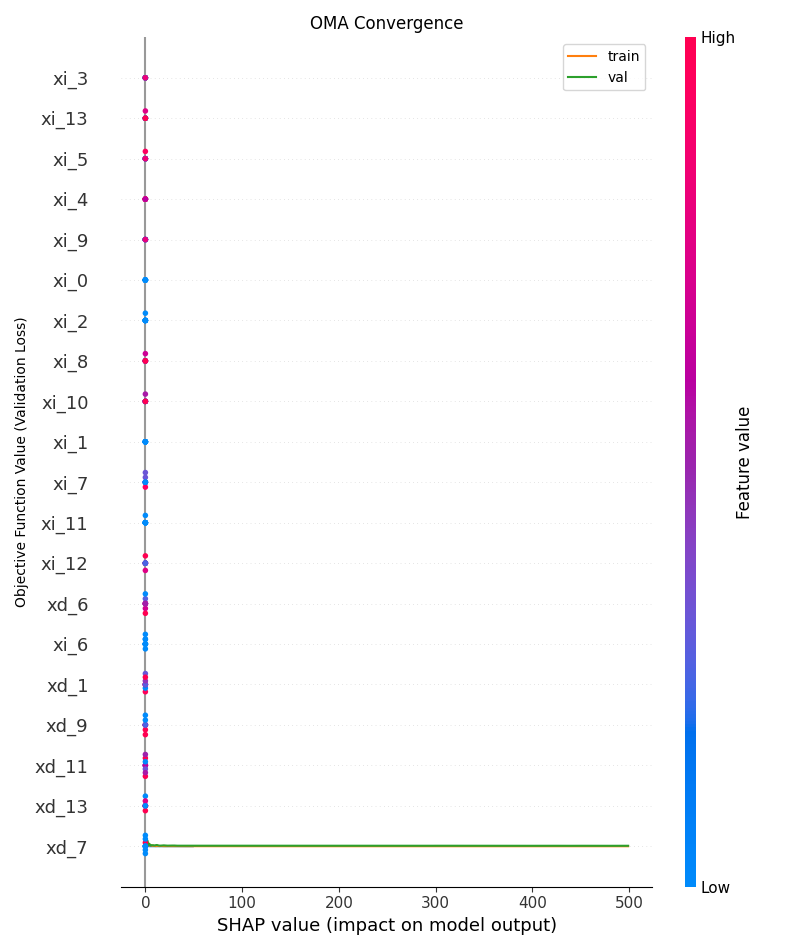 OMA Convergence
train
val
High
xi_3
xi_13
xi_5
xi_4
xi_9
xi_0
xi_2
xi_8
xi_10
xi_1
xi_7
xi_11
xi_12
xd_6
xi_6
xd_1
xd_9
xd_11
xd_13
xd_7
Objective Function Value (Validation Loss)
Feature value
Low
0 100 200 300 400 500
SHAP value (impact on model output)